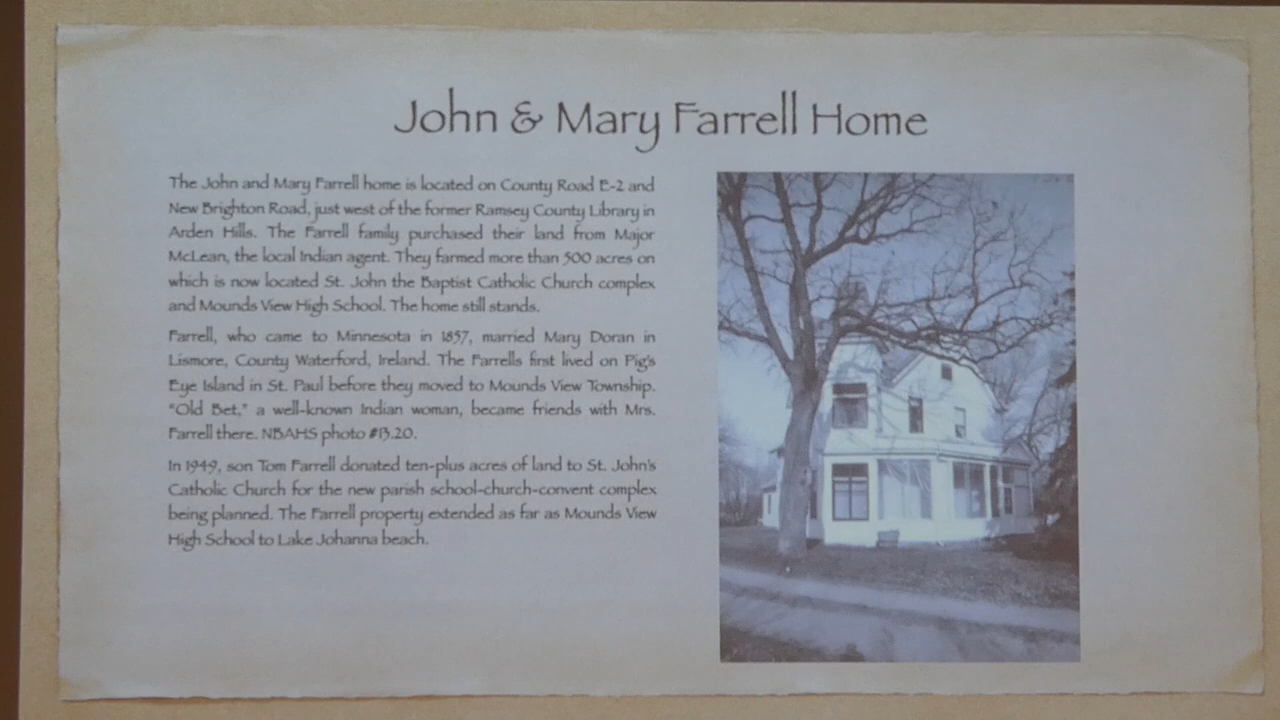 John & Mary Farrell Home
The John and Mary Farrell home is located on County Road E-2 and
New Brighton Road, just west of the former Ramsey County Library in
Arden Hills. The Farrell family purchased their land from Major
McLean, the local Indian agent. They farmed more than 500 acres on
which is now located St. John the Baptist Catholic Church complex
and Mounds View High School. The home still stands.
Farrell, who came to Minnesota in 1857, married Mary Doran in
Lismore, County Waterford, Ireland. The Farrells first lived on Pig's
Eye Island in St. Paul before they moved to Mounds View Township.
"Old Bet," a well-known Indian woman, became friends with Mrs.
Farrell there. NBAHS photo #13.20.
In 1949, son Tom Farrell donated ten-plus acres of land to St. John's
Catholic Church for the new parish school-church-convent complex
being planned. The Farrell property extended as far as Mounds View
High School to Lake Johanna beach.